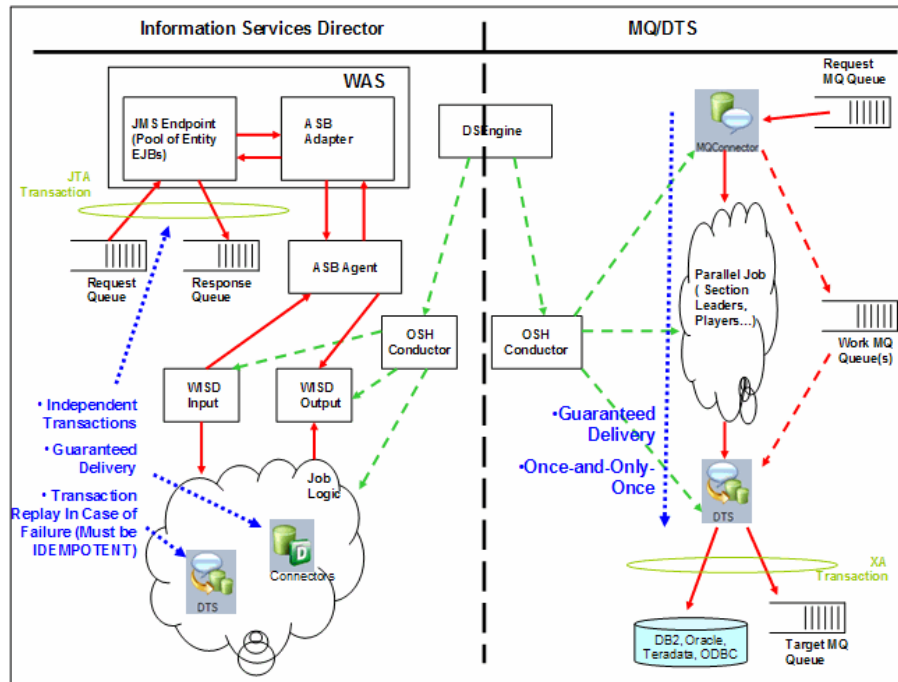 Information Services Director
MQ/DTS
WAS
JMS Endpoint
(Pool of Entity
EJBs)
ASB
Adapter
DSEngine
Request
MQ Queue
MQConnector
JTA
Transaction
Request
Queue
Response
Queue
ASB Agent
Parallel Job
( Section
Leaders,
Players...)
OSH
Conductor
OSH
Conductor
Work MQ
Queue(s)
WISD
Input
WISD
Output
• Independent
Transactions
• Guaranteed
Delivery
• Transaction
Replay In Case of
Failure (Must be
IDEMPOTENT)
•Guaranteed
Delivery
•Once-and-Only-
Once
Job
Logic
D
Connectors
DTS
DTS
XA
Transaction
DB2, Oracle,
Teradata, ODBC
Target MQ
Queue